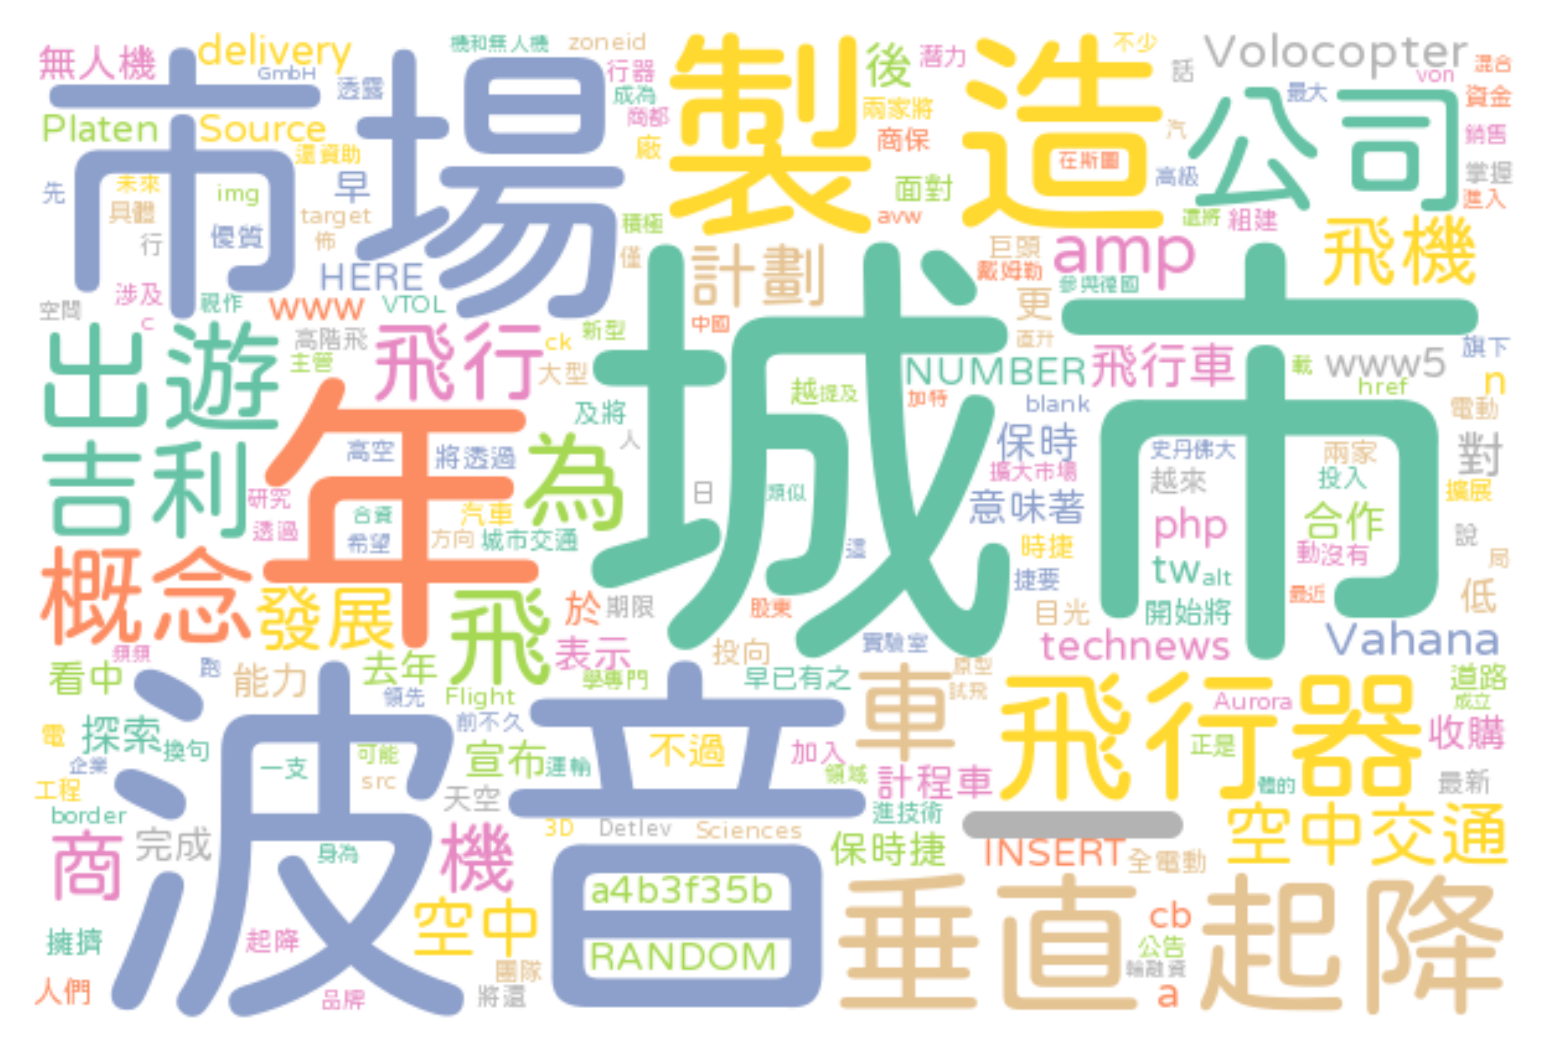 無人機
delivery
GmbH
透露
機和無人機
zoneid
行器
成為
商都
廠
市場
製造
後
潛力
兩家將
商保
面對
不少
話
汽
Volocopter
von
混合
最大
資金
銷售
掌握
進入
公司
高級
在斯圖
Platen
Source
還資助
先
未來
img
早
具體
target
行
優質
佈
積極
僅
avw
還將
組建
巨頭
amp
戴姆勒
參與德國
飛機
涉及
HERE
空間
視作
www
VTOL
計劃
更
c
高階飛
飛行
ck
新型
中國
直升
出遊
主管
大型
城市
NUMBER
飛行車
載
www5
旗下
href
n
越
提及
加特
blank
電動
及將
人
吉利
年
高空
將透過
為
保時
史丹佛大
兩家
對
擴大市場
越來
投入
擴展
研究
合資
汽車
日
類似
意味著
php
合作
說
透過
希望
方向
城市交通
這
時捷
動
沒有
局
概念
捷要
tw
alt
最近
低
發展
飛
於
期限
股東
目光
開始將
頻頻
表示
實驗室
technews
Vahana
看中
跑
能力
去年
學專門
投向
早已有之
原型
試飛
道路
領先
Flight
車
飛行器
Aurora
成立
電
探索
換句
前不久
波音
不過
加入
正是
收購
企業
一支
可能
宣布
運輸
領域
計程車
體的
最新
工程
src
天空
進技術
border
3D
Detlev
Sciences
空中交通
商
完成
身為
機
保時捷
INSERT
全電動
a4b3f35b
垂直起降
擁擠
起降
空中
RANDOM
cb
公告
團隊
輪融資
人們
品牌
將還
a